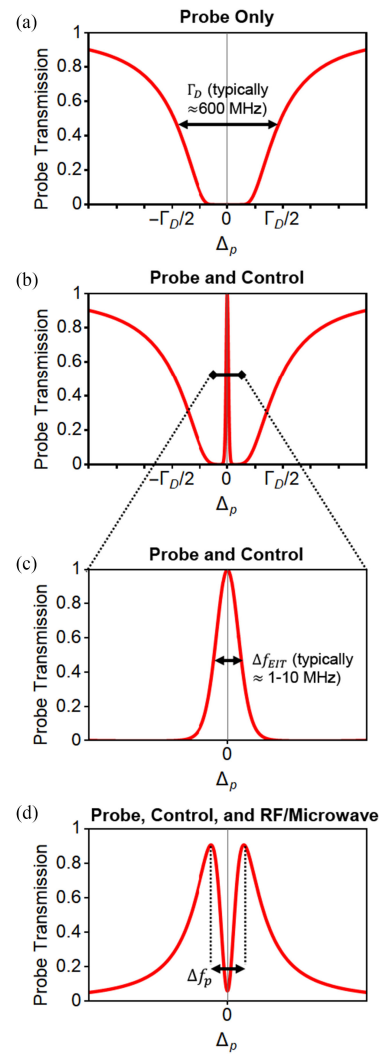 (a)
Probe Only
Probe Transmission
1
0.8
0.6
0.4
0.2
0
Γ_D (typically
≈600 MHz)
−Γ_D/2
0
Γ_D/2
Δ_p
(b)
Probe and Control
Probe Transmission
1
0.8
0.6
0.4
0.2
0
−Γ_D/2
0
Γ_D/2
Δ_p
(c)
Probe and Control
Probe Transmission
1
0.8
0.6
0.4
0.2
0
Δf_EIT (typically
≈ 1-10 MHz)
0
Δ_p
(d)
Probe, Control, and RF/Microwave
Probe Transmission
1
0.8
0.6
0.4
0.2
0
Δf_p
0
Δ_p